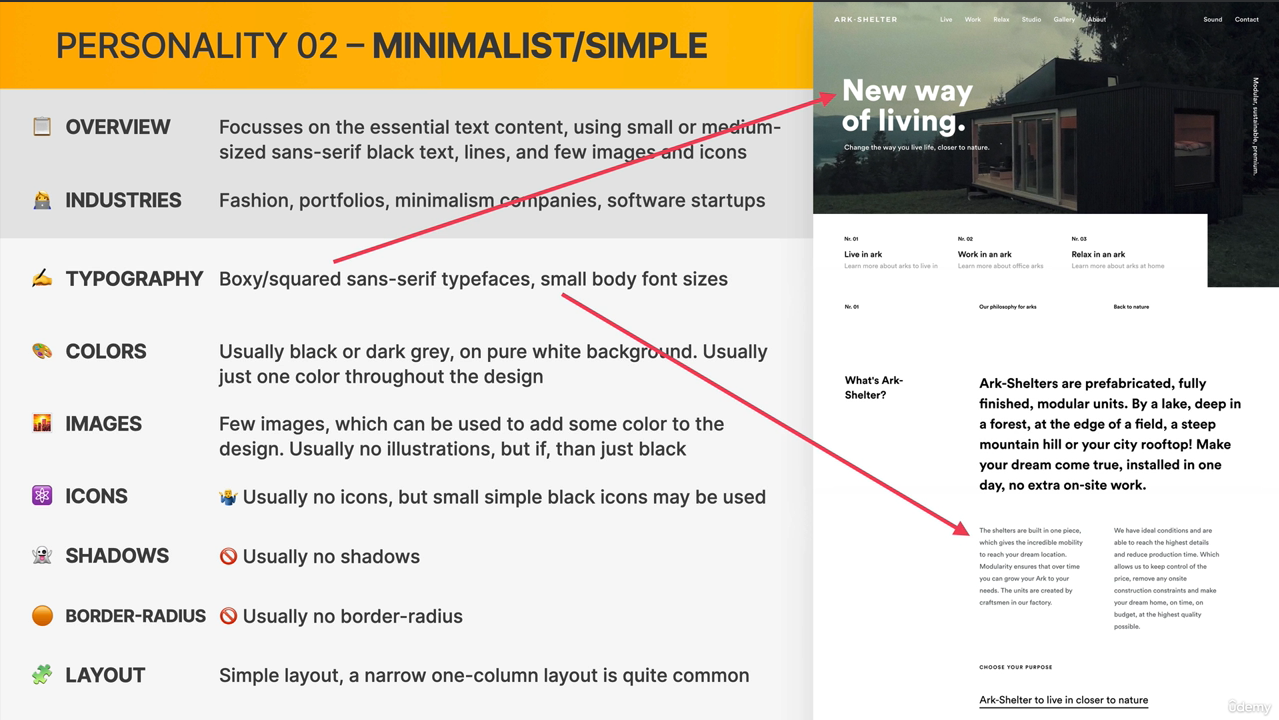 PERSONALITY 02 – MINIMALIST/SIMPLE
OVERVIEW
Focusses on the essential text content, using small or medium-
sized sans-serif black text, lines, and few images and icons
INDUSTRIES
Fashion, portfolios, minimalism companies, software startups
TYPOGRAPHY
Boxy/squared sans-serif typefaces, small body font sizes
COLORS
Usually black or dark grey, on pure white background. Usually
just one color throughout the design
IMAGES
Few images, which can be used to add some color to the
design. Usually no illustrations, but if, than just black
ICONS
Usually no icons, but small simple black icons may be used
SHADOWS
Usually no shadows
BORDER-RADIUS
Usually no border-radius
LAYOUT
Simple layout, a narrow one-column layout is quite common
ARK-SHELTER
Live Work Relax Studio Gallery About
Sound Contact
New way
of living.
Change the way you live life, closer to nature.
Modular, sustainable, premium.
Nr. 01
Live in ark
Learn more about arks to live in
Nr. 02
Work in an ark
Learn more about office arks
Nr. 03
Relax in an ark
Learn more about arks at home
Nr. 01
Our philosophy for arks
Back to nature
What's Ark-
Shelter?
Ark-Shelters are prefabricated, fully
finished, modular units. By a lake, deep in
a forest, at the edge of a field, a steep
mountain hill or your city rooftop! Make
your dream come true, installed in one
day, no extra on-site work.
The shelters are built in one piece,
which gives the incredible mobility
to reach your dream location.
Modularity ensures that over time
you can grow your Ark to your
needs. The units are created by
craftsmen in our factory.
We have ideal conditions and are
able to reach the highest details
and reduce production time. Which
allows us to keep control of the
price, remove any onsite
construction constraints and make
your dream home, on time, on
budget, at the highest quality
possible.
CHOOSE YOUR PURPOSE
Ark-Shelter to live in closer to nature
ûdemy